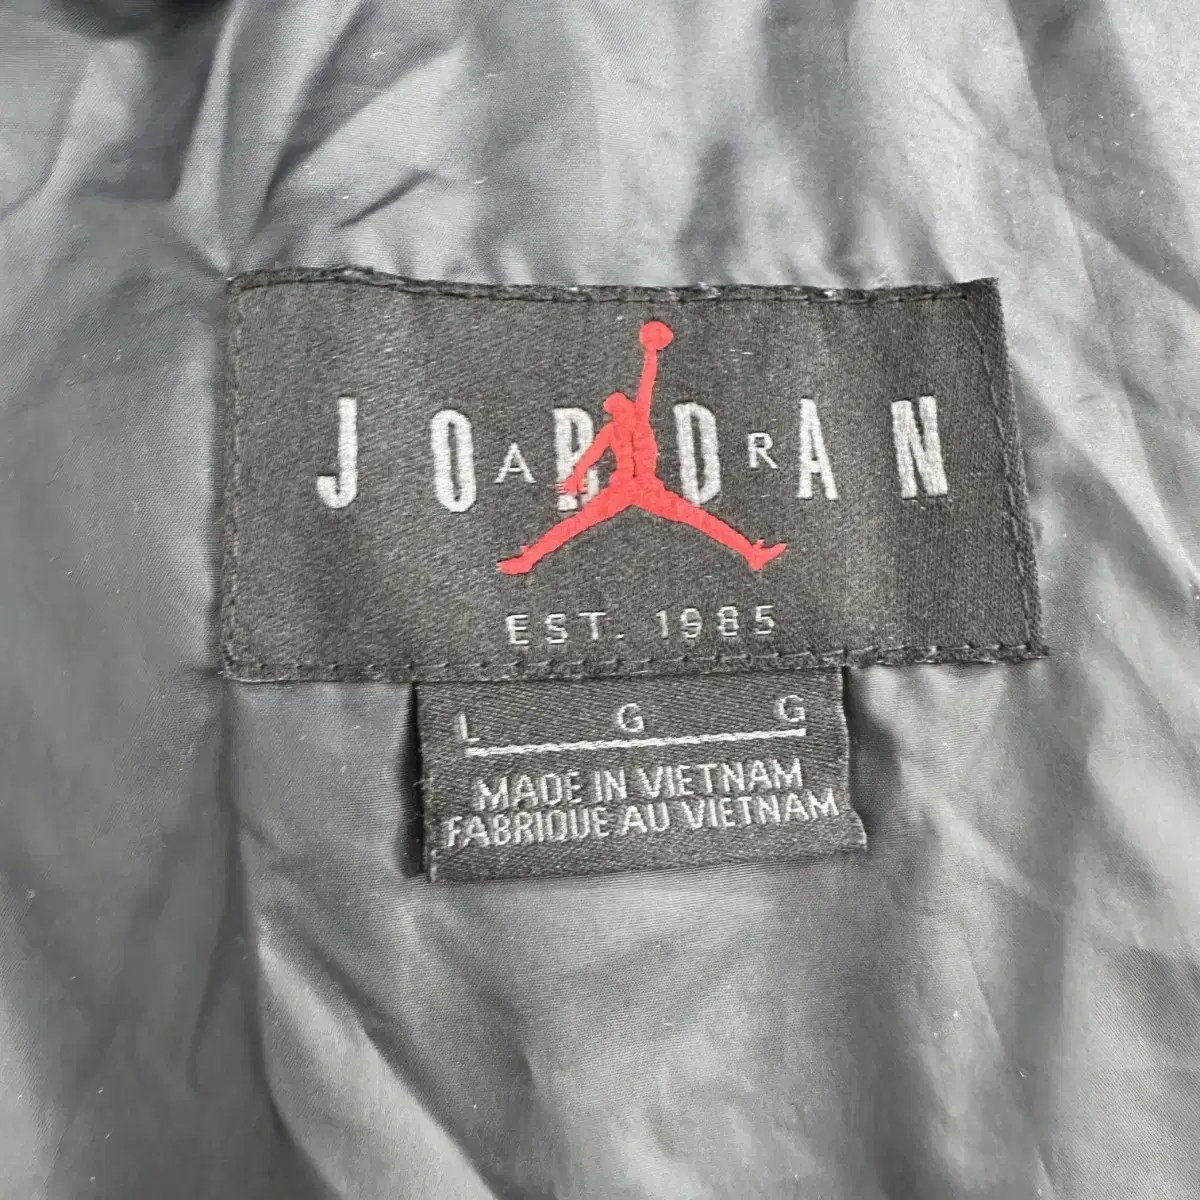 JORDAN
AIR
EST. 1985
L G G
MADE IN VIETNAM
FABRIQUE AU VIETNAM